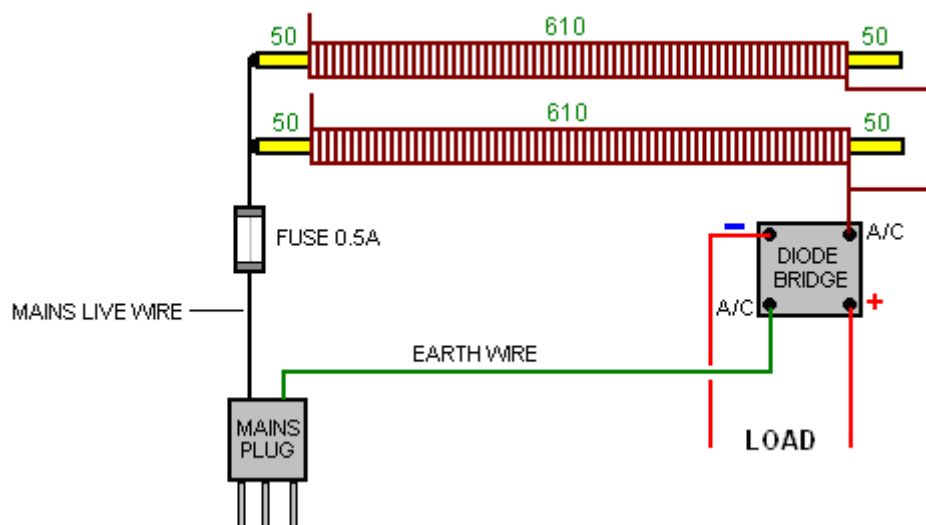 610
50
50
610
50
50
FUSE 0.5A
–
A/C
DIODE
BRIDGE
MAINS LIVE WIRE
A/C
+
EARTH WIRE
MAINS
PLUG
LOAD